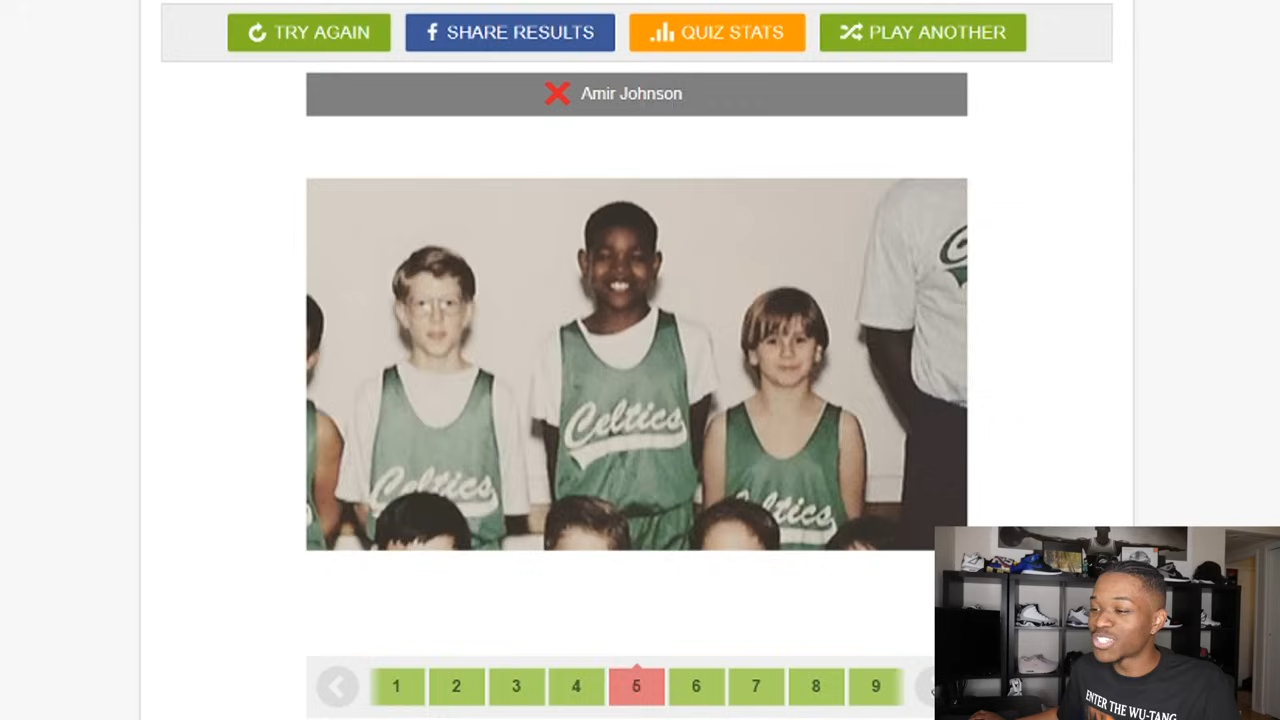 TRY AGAIN
SHARE RESULTS
QUIZ STATS
PLAY ANOTHER
Amir Johnson
Celtics
Celtics
Celtics
1 2 3 4 5 6 7 8 9
ENTER THE WU-TANG